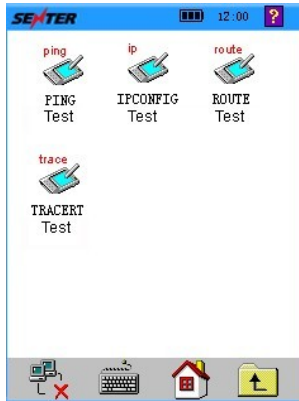 SENTER 12:00 ?
ping ip route
PING IPCONFIG ROUTE
Test Test Test
trace
TRACERT
Test